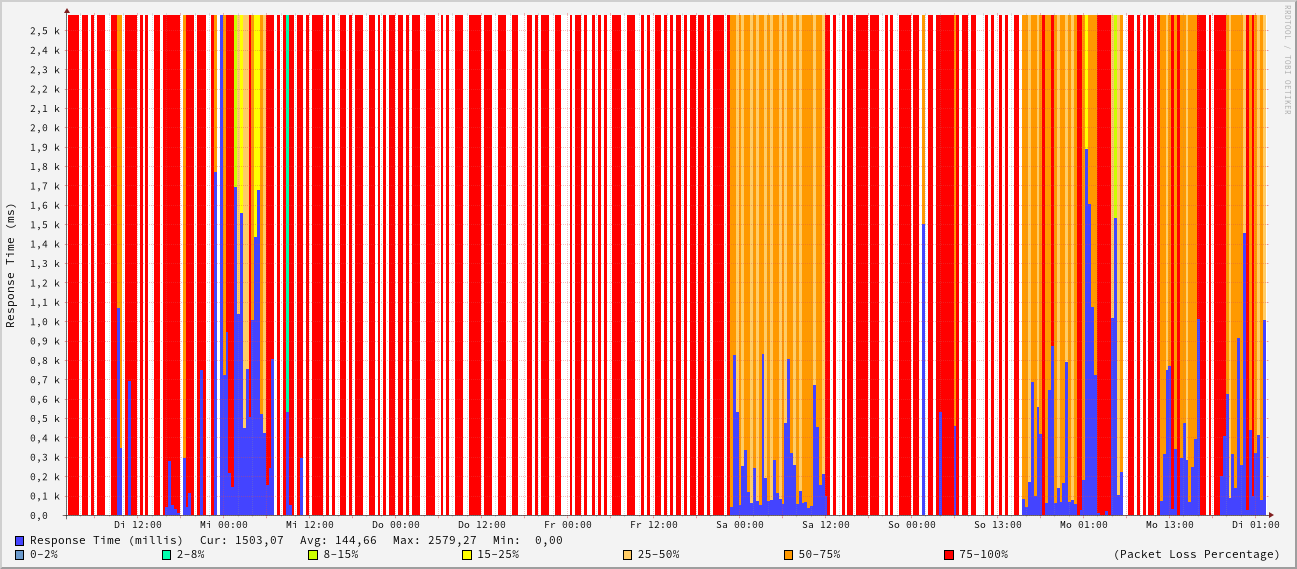 RRDTOOL / TOBI OETIKER
Response Time (ms)
2,5 k
2,4 k
2,3 k
2,2 k
2,1 k
2,0 k
1,9 k
1,8 k
1,7 k
1,6 k
1,5 k
1,4 k
1,3 k
1,2 k
1,1 k
1,0 k
0,9 k
0,8 k
0,7 k
0,6 k
0,5 k
0,4 k
0,3 k
0,2 k
0,1 k
0,0
Di 12:00 Mi 00:00 Mi 12:00 Do 00:00 Do 12:00 Fr 00:00 Fr 12:00 Sa 00:00 Sa 12:00 So 00:00 So 13:00 Mo 01:00 Mo 13:00 Di 01:00
Response Time (millis) Cur: 1503,07 Avg: 144,66 Max: 2579,27 Min: 0,00
0-2% 2-8% 8-15% 15-25% 25-50% 50-75% 75-100% (Packet Loss Percentage)